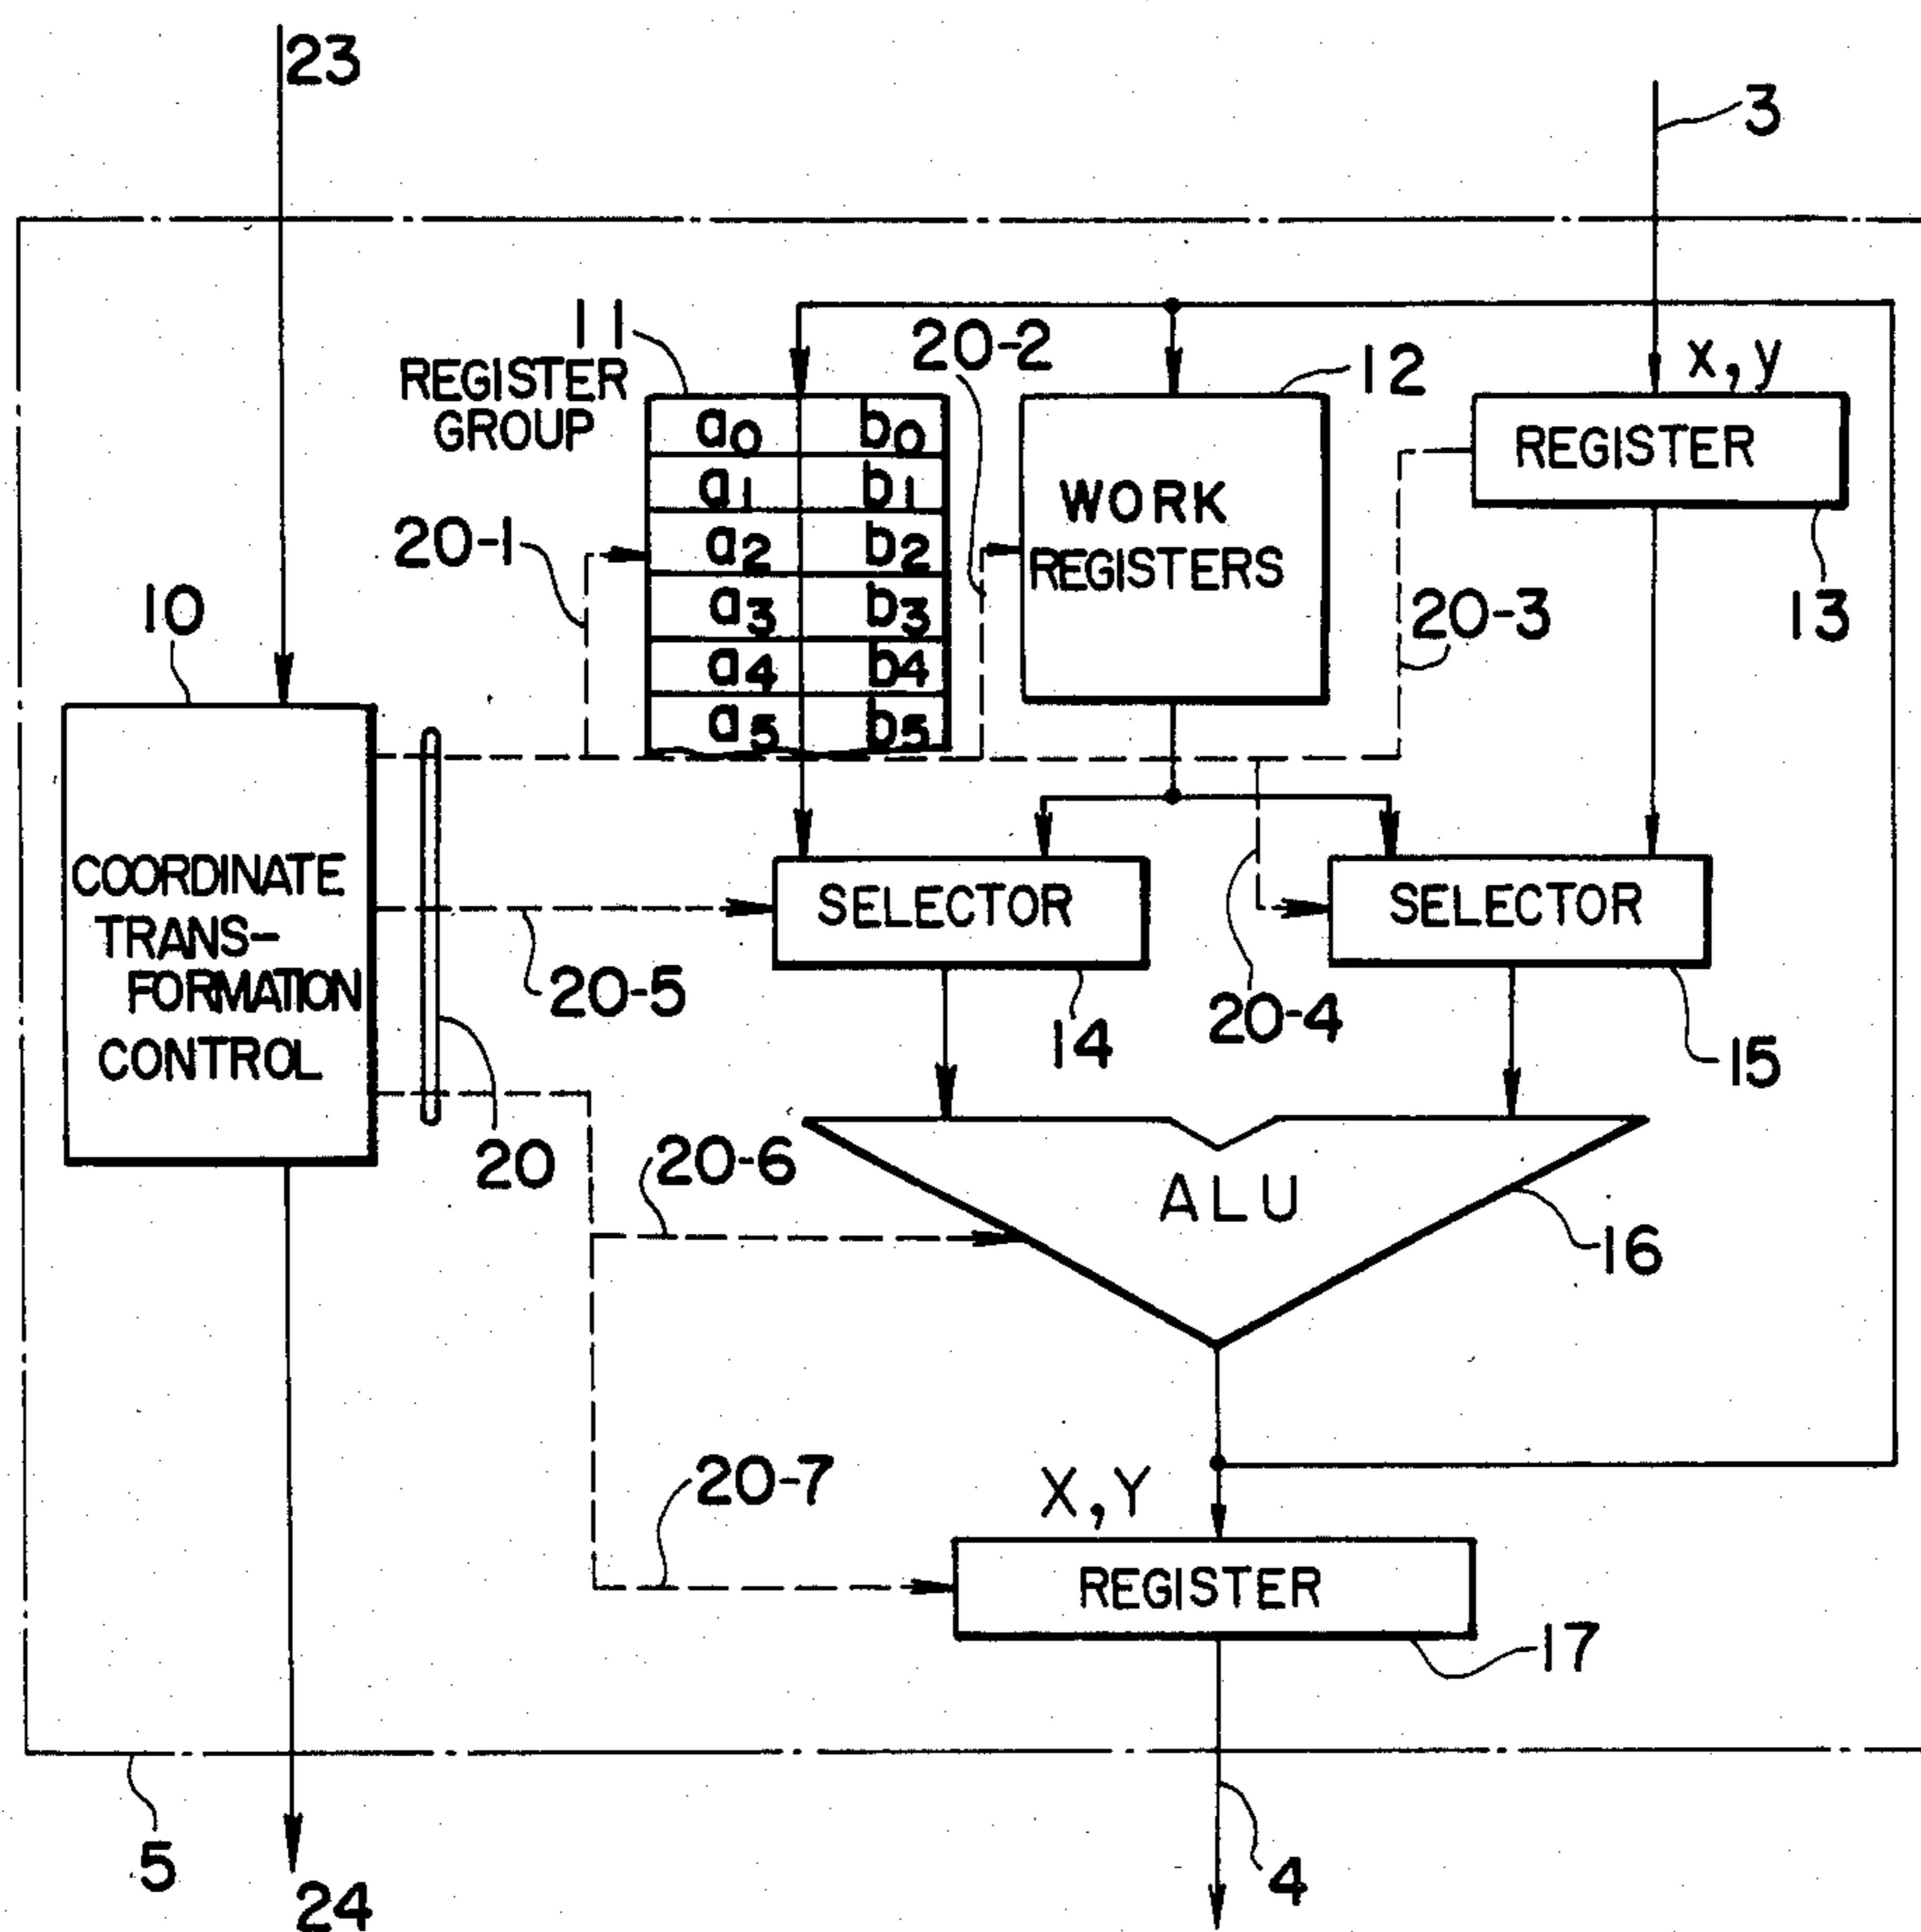 23
3
11
REGISTER
GROUP
20-2
12
x, y
a0 b0
a1 b1
a2 b2
a3 b3
a4 b4
a5 b5
WORK
REGISTERS
REGISTER
20-1
10
20-3
13
COORDINATE
TRANS-
FORMATION
CONTROL
SELECTOR
SELECTOR
20-5
14
20-4
15
20
20-6
ALU
16
20-7
X, Y
REGISTER
17
5
24
4